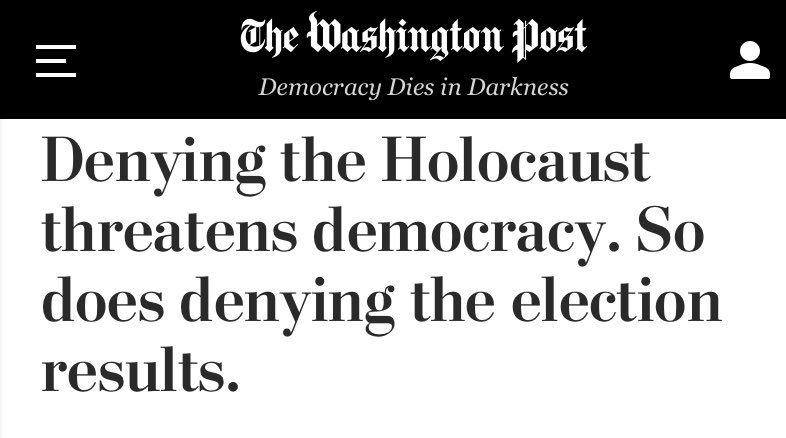 The Washington Post
Democracy Dies in Darkness
Denying the Holocaust
threatens democracy. So
does denying the election
results.